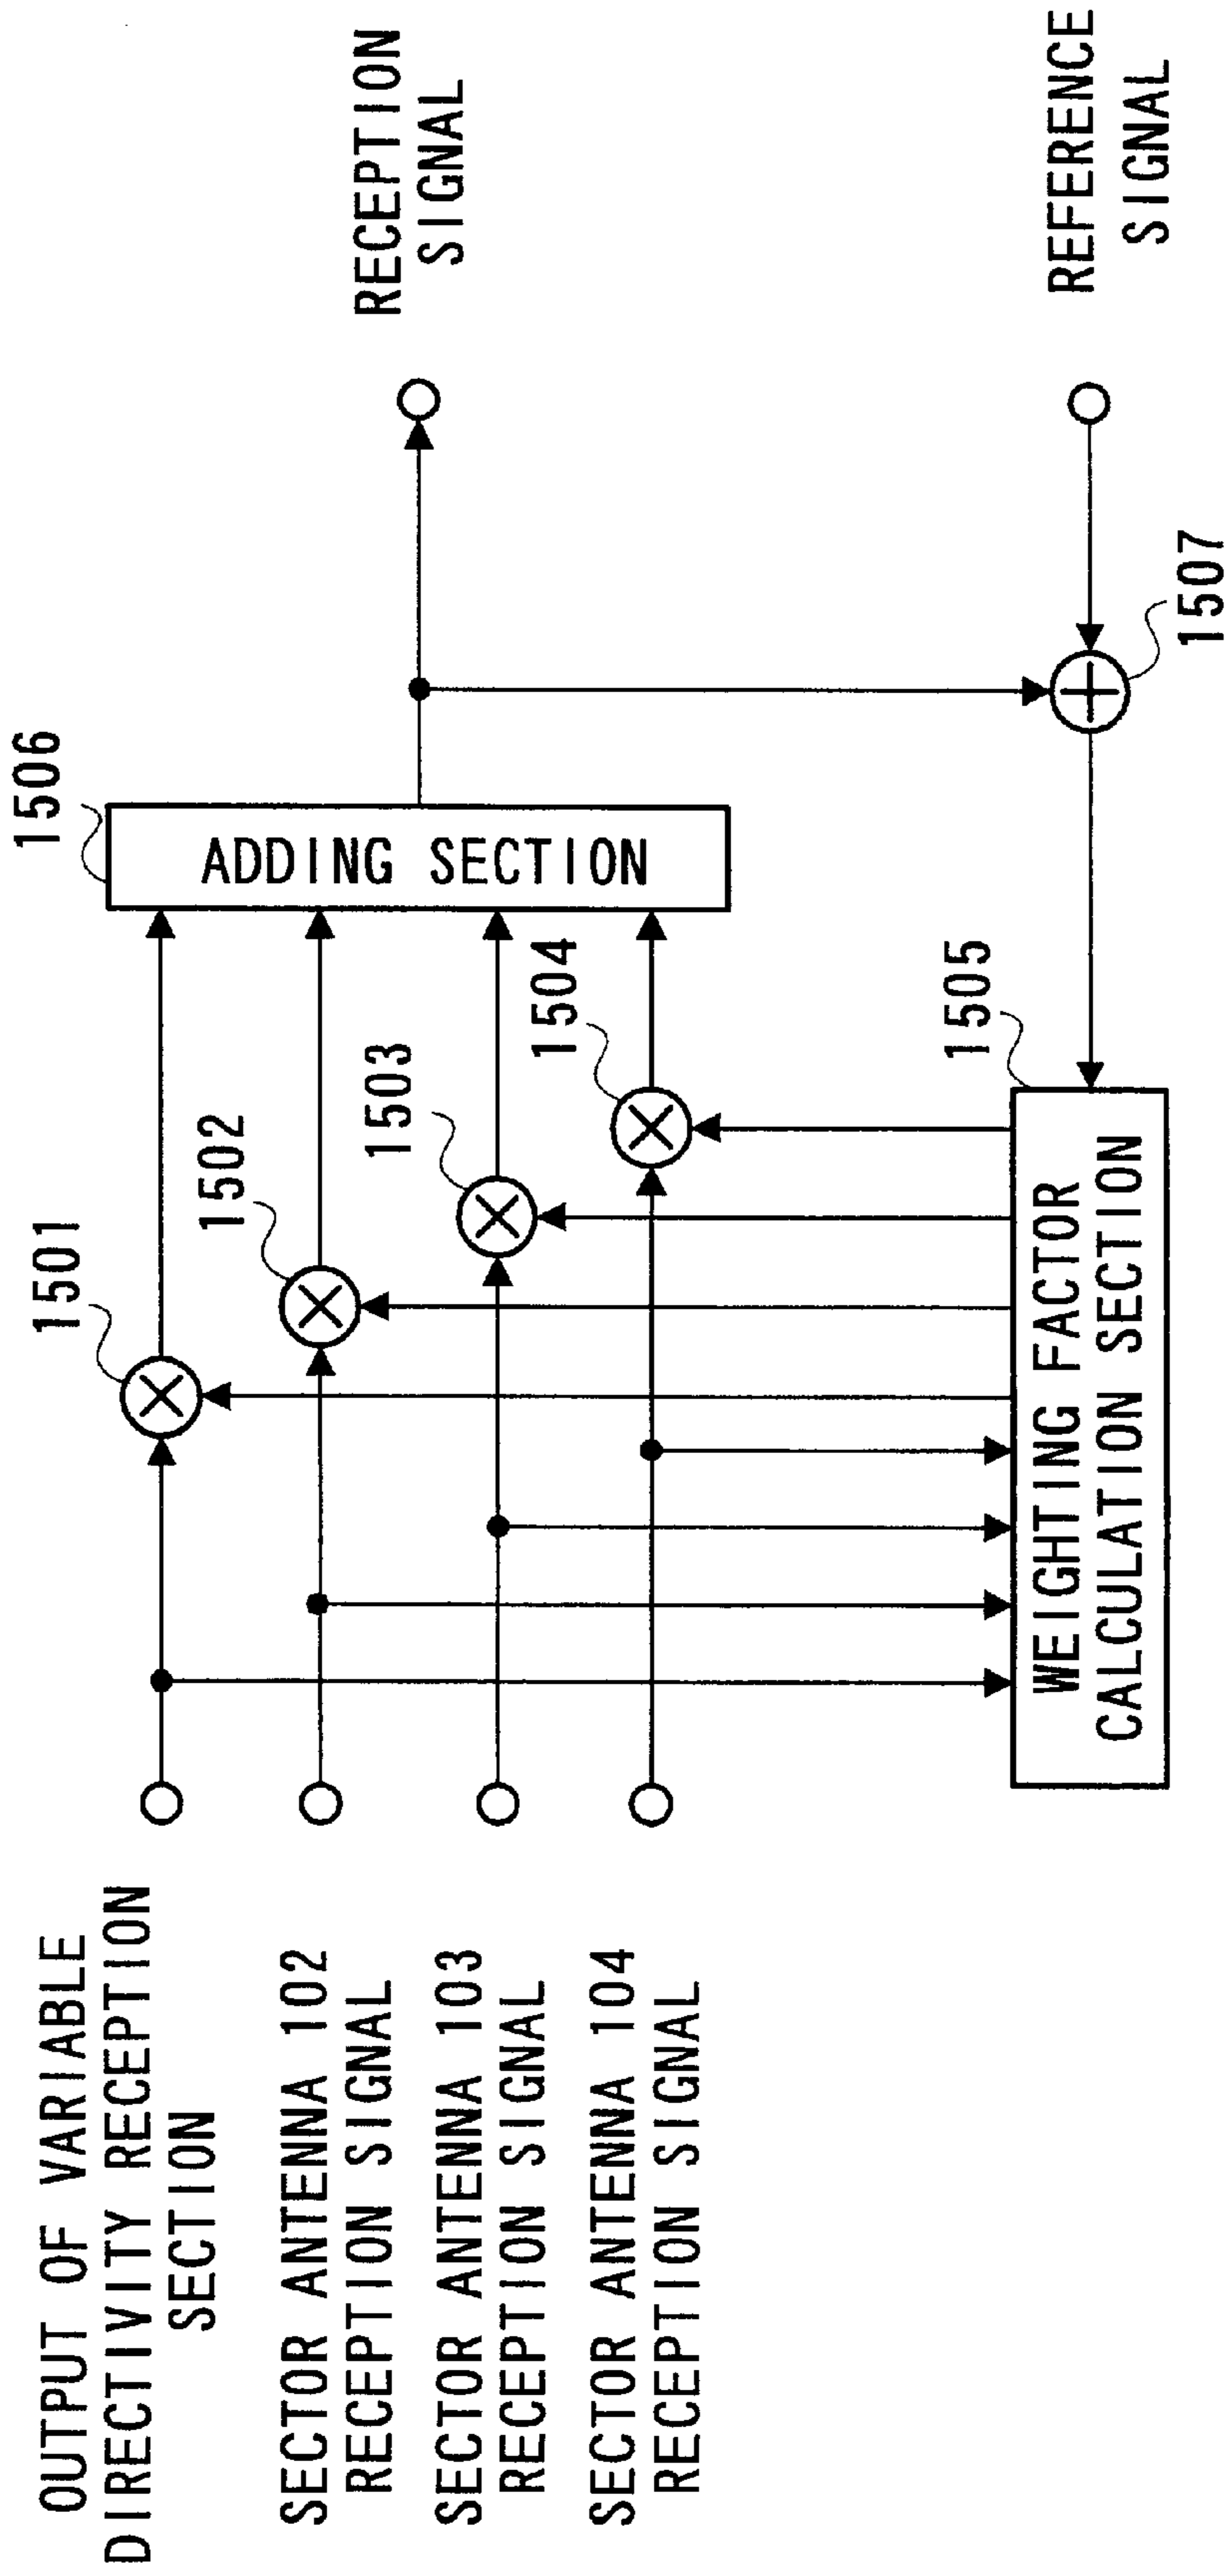 OUTPUT OF VARIABLE
DIRECTIVITY RECEPTION
SECTION
SECTOR ANTENNA 102
RECEPTION SIGNAL
SECTOR ANTENNA 103
RECEPTION SIGNAL
SECTOR ANTENNA 104
RECEPTION SIGNAL
1501
1502
1503
1504
1505
WEIGHTING FACTOR
CALCULATION SECTION
1506
ADDING SECTION
1507
RECEPTION
SIGNAL
REFERENCE
SIGNAL